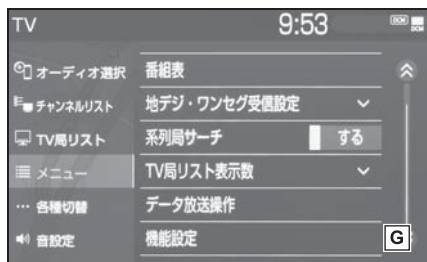 TV
9:53
DCM
DCM
オーディオ選択
チャンネルリスト
TV局リスト
メニュー
各種切替
音設定
番組表
地デジ・ワンセグ受信設定
系列局サーチ
する
TV局リスト表示数
データ放送操作
機能設定
G